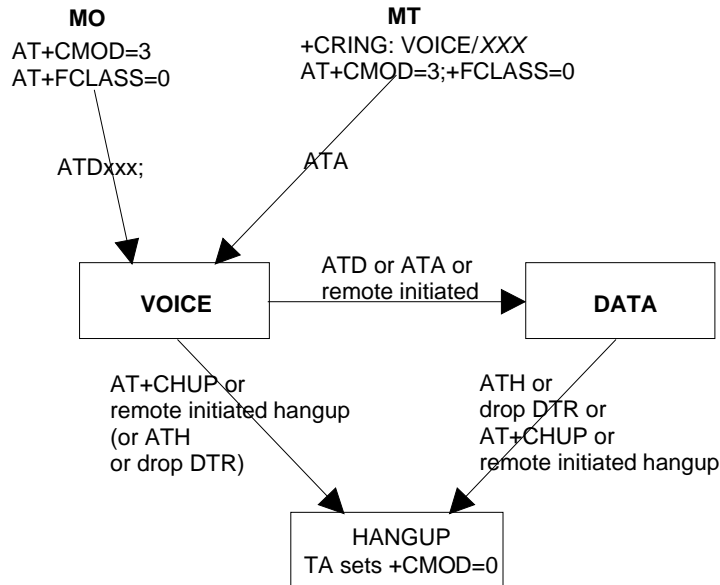 MO
MT
AT+CMOD=3
AT+FCLASS=0
+CRING: VOICE/XXX
AT+CMOD=3;+FCLASS=0
ATDxxx;
ATA
VOICE
ATD or ATA or
remote initiated
DATA
AT+CHUP or
remote initiated hangup
(or ATH
or drop DTR)
ATH or
drop DTR or
AT+CHUP or
remote initiated hangup
HANGUP
TA sets +CMOD=0